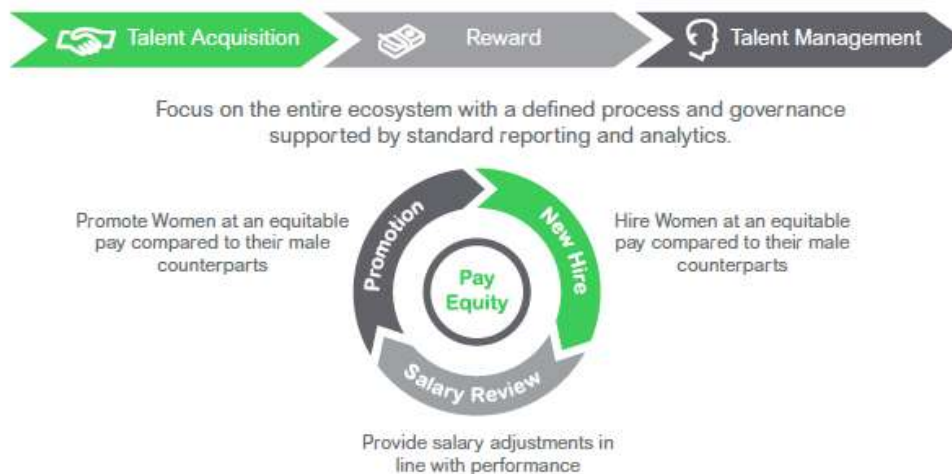 Talent Acquisition
Reward
Talent Management
Focus on the entire ecosystem with a defined process and governance
supported by standard reporting and analytics.
Promote Women at an equitable
pay compared to their male
counterparts
Promotion
New Hire
Pay
Equity
Salary Review
Hire Women at an equitable
pay compared to their male
counterparts
Provide salary adjustments in
line with performance